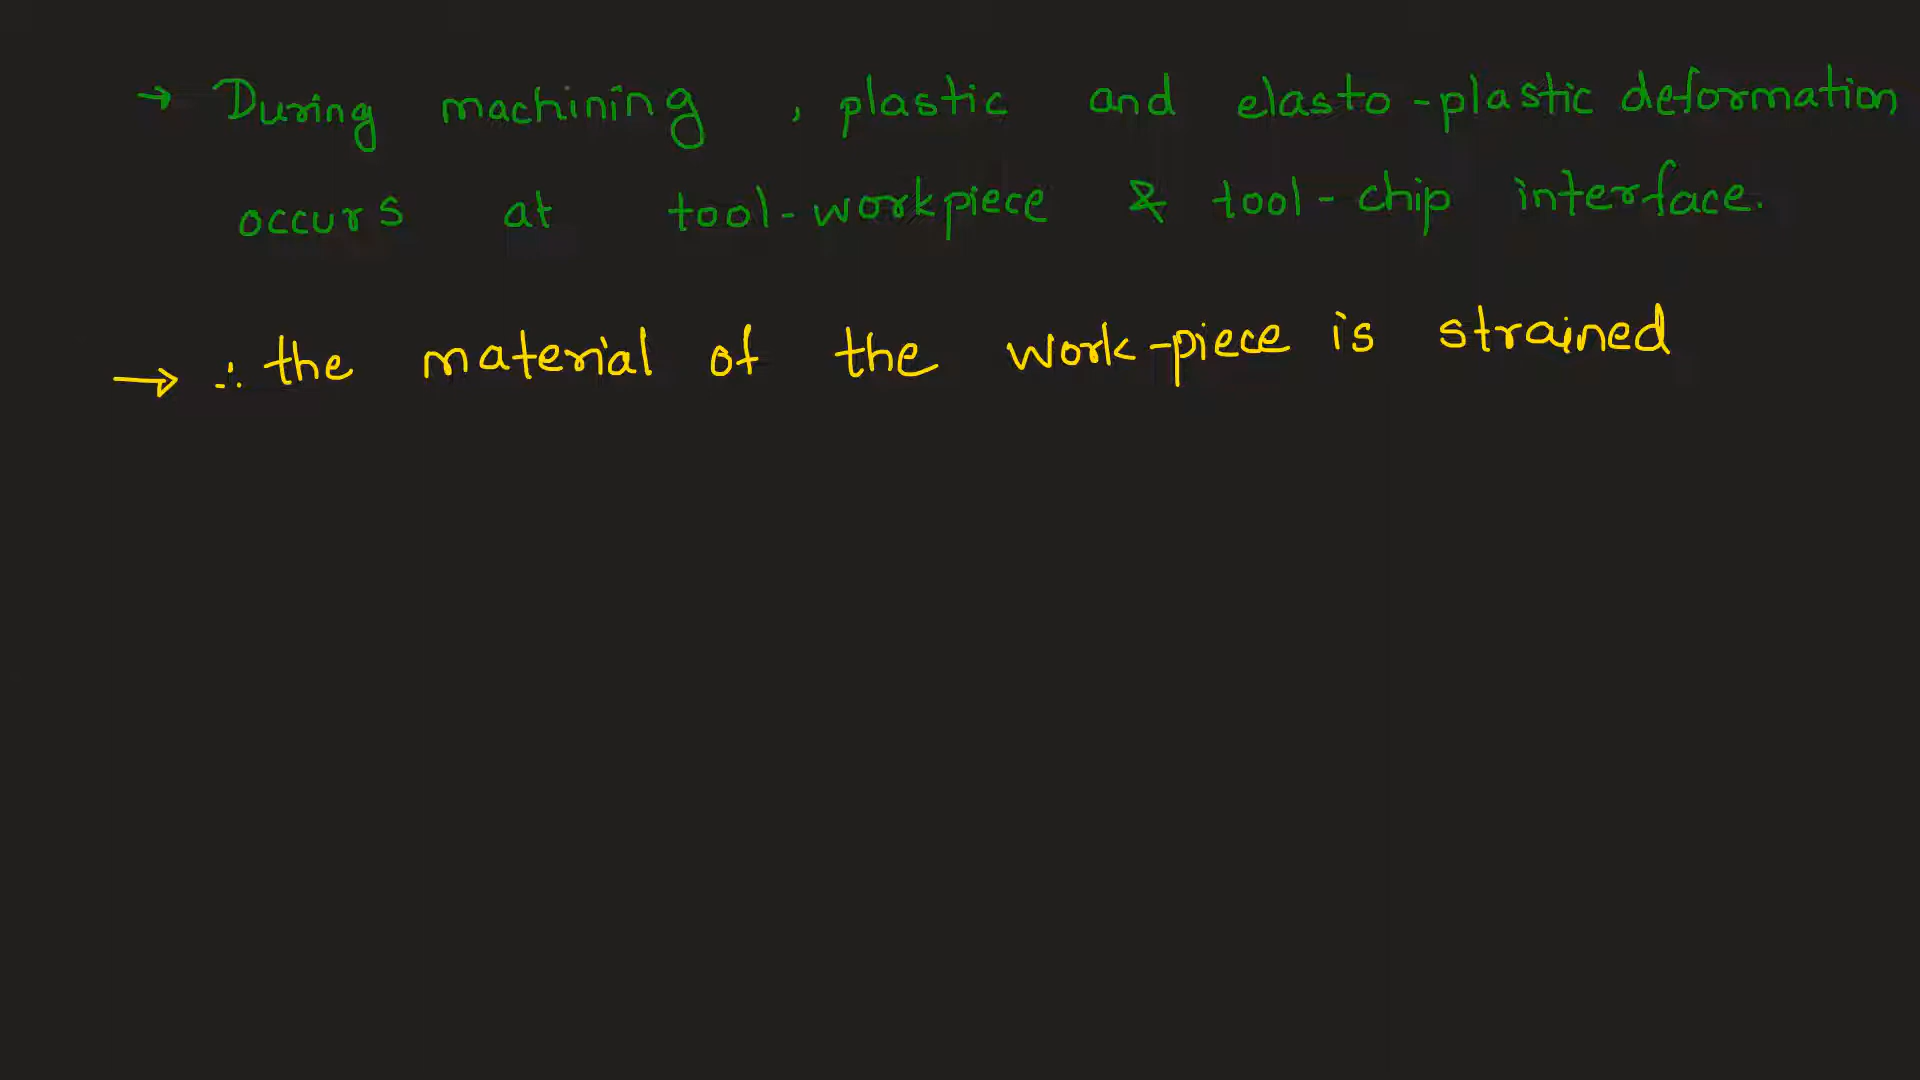 → During machining , plastic and elasto-plastic deformation
occurs at tool-workpiece & tool-chip interface.
→ ∴ the material of the work-piece is strained